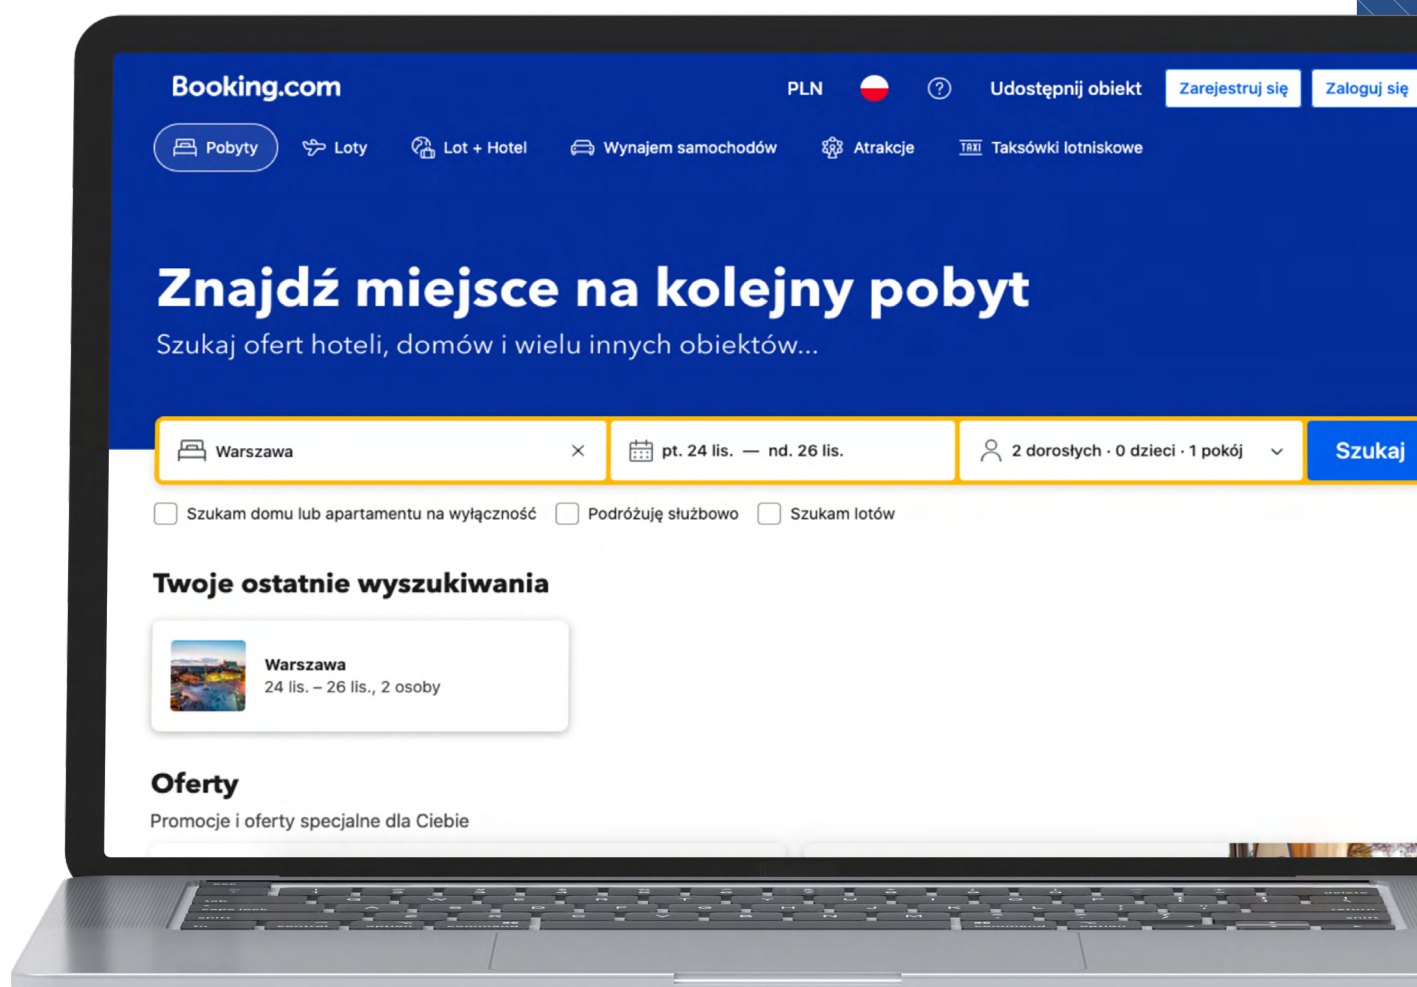 Booking.com
PLN
Udostępnij obiekt
Zarejestruj się
Zaloguj się
Pobyty
Loty
Lot + Hotel
Wynajem samochodów
Atrakcje
TAXI Taksówki lotniskowe
Znajdź miejsce na kolejny pobyt
Szukaj ofert hoteli, domów i wielu innych obiektów...
Warszawa
pt. 24 lis. — nd. 26 lis.
2 dorosłych · 0 dzieci · 1 pokój
Szukaj
Szukam domu lub apartamentu na wyłączność
Podróżuję służbowo
Szukam lotów
Twoje ostatnie wyszukiwania
Warszawa
24 lis. – 26 lis., 2 osoby
Oferty
Promocje i oferty specjalne dla Ciebie